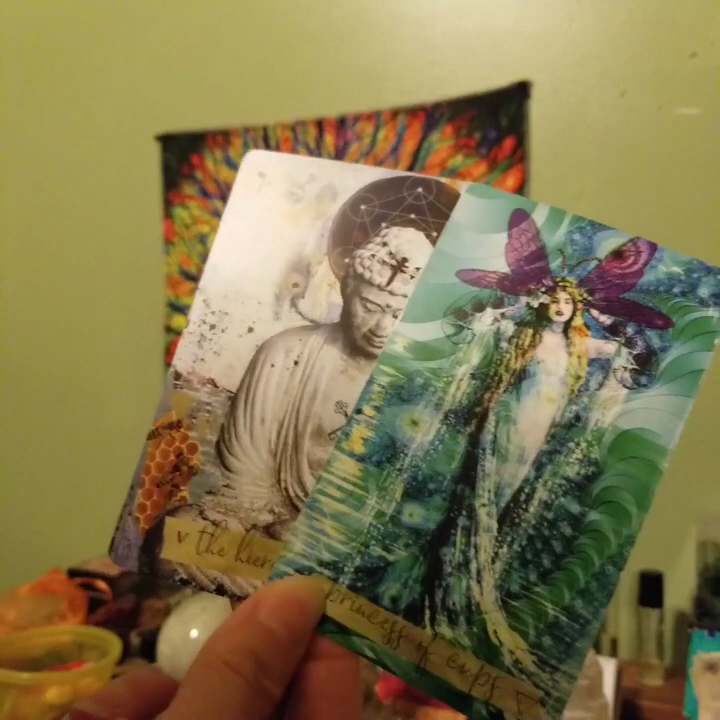 v the hier
princess of cups